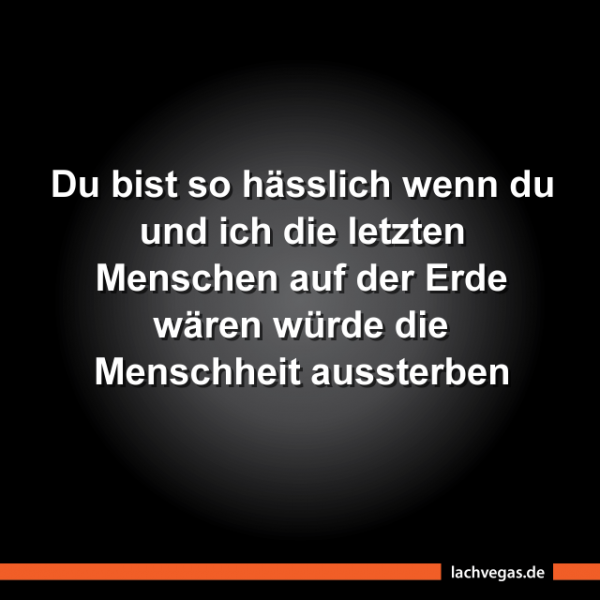 Du bist so hässlich wenn du
und ich die letzten
Menschen auf der Erde
wären würde die
Menschheit aussterben
lachvegas.de